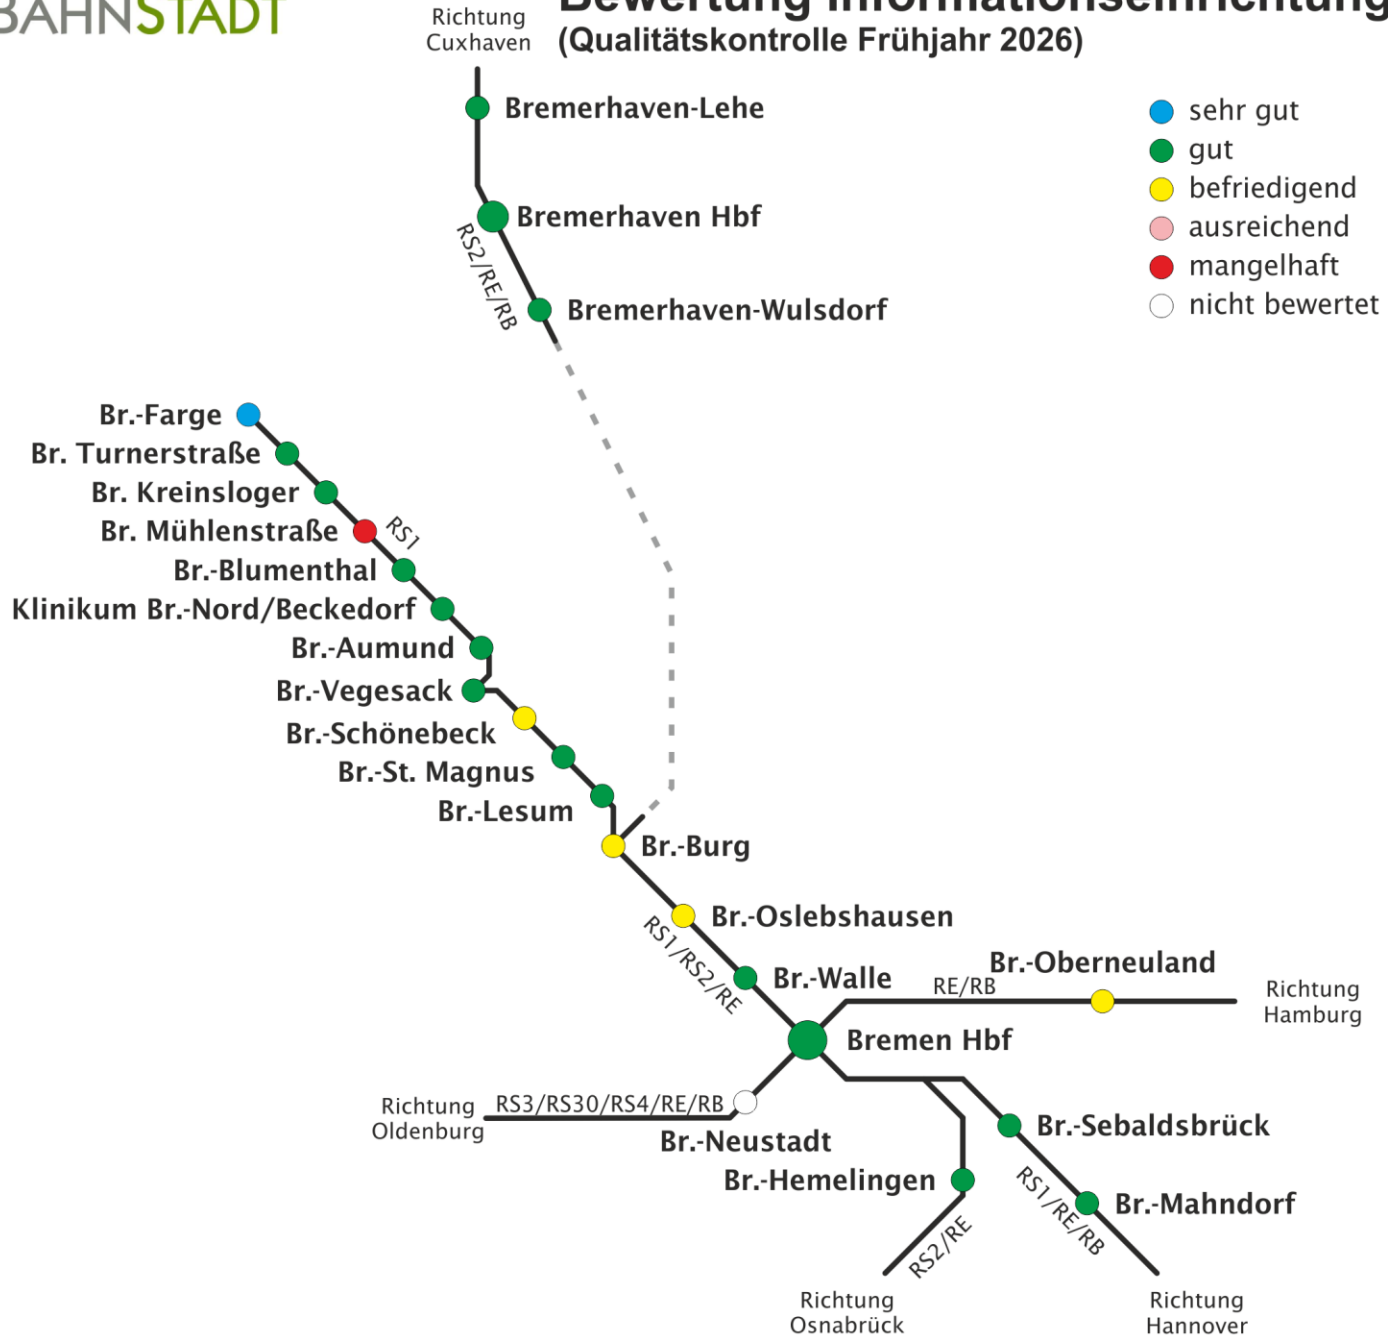 BAHNSTADT
Bewertung Informationseinrichtung
(Qualitätskontrolle Frühjahr 2026)
Richtung
Cuxhaven
sehr gut
gut
befriedigend
ausreichend
mangelhaft
nicht bewertet
Bremerhaven-Lehe
Bremerhaven Hbf
RS2/RE/RB
Bremerhaven-Wulsdorf
Br.-Farge
Br. Turnerstraße
Br. Kreinsloger
Br. Mühlenstraße
RS1
Br.-Blumenthal
Klinikum Br.-Nord/Beckedorf
Br.-Aumund
Br.-Vegesack
Br.-Schönebeck
Br.-St. Magnus
Br.-Lesum
Br.-Burg
Br.-Oslebshausen
RS1/RS2/RE
Br.-Walle
Br.-Oberneuland
RE/RB
Richtung
Hamburg
Bremen Hbf
RS3/RS30/RS4/RE/RB
Richtung
Oldenburg
Br.-Neustadt
Br.-Sebaldsbrück
Br.-Hemelingen
RS1/RE/RB
Br.-Mahndorf
RS2/RE
Richtung
Osnabrück
Richtung
Hannover